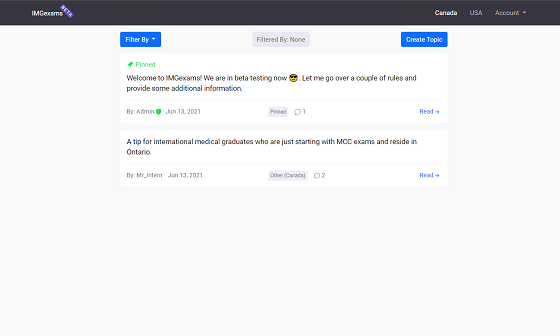 IMGexams BETA
Canada USA Account
Filter By
Filtered By: None
Create Topic
Pinned
Welcome to IMGexams! We are in beta testing now 😎. Let me go over a couple of rules and
provide some additional information.
By: Admin Jun 13, 2021 Pinned 1 Read →
A tip for international medical graduates who are just starting with MCC exams and reside in
Ontario.
By: Mr_Intern Jun 13, 2021 Other (Canada) 2 Read →